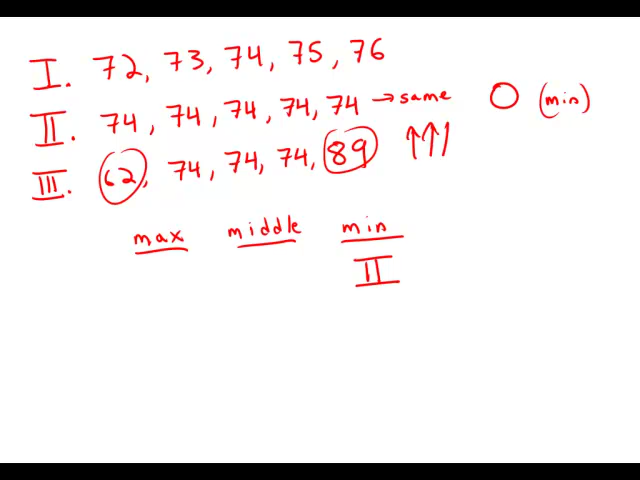 I. 72, 73, 74, 75, 76
II. 74, 74, 74, 74, 74 → same 0 (min)
III. 62, 74, 74, 74, 89 ↑↑↑
max middle min
II